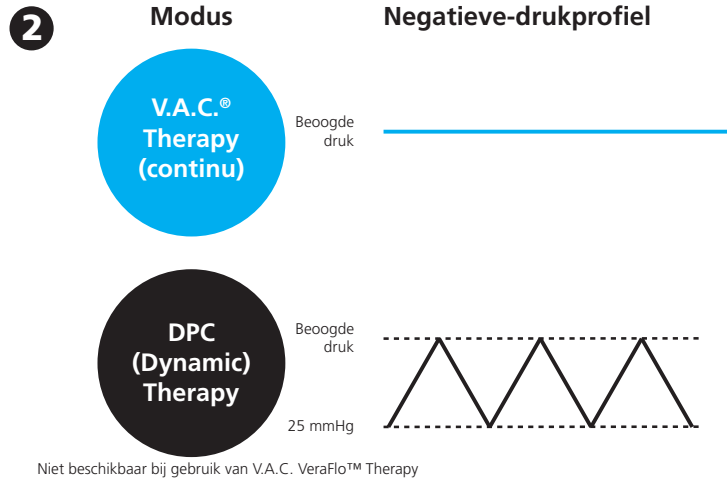 2
Modus
Negatieve-drukprofiel
V.A.C.®
Therapy
(continu)
Beoogde
druk
DPC
(Dynamic)
Therapy
Beoogde
druk
25 mmHg
Niet beschikbaar bij gebruik van V.A.C. VeraFlo™ Therapy